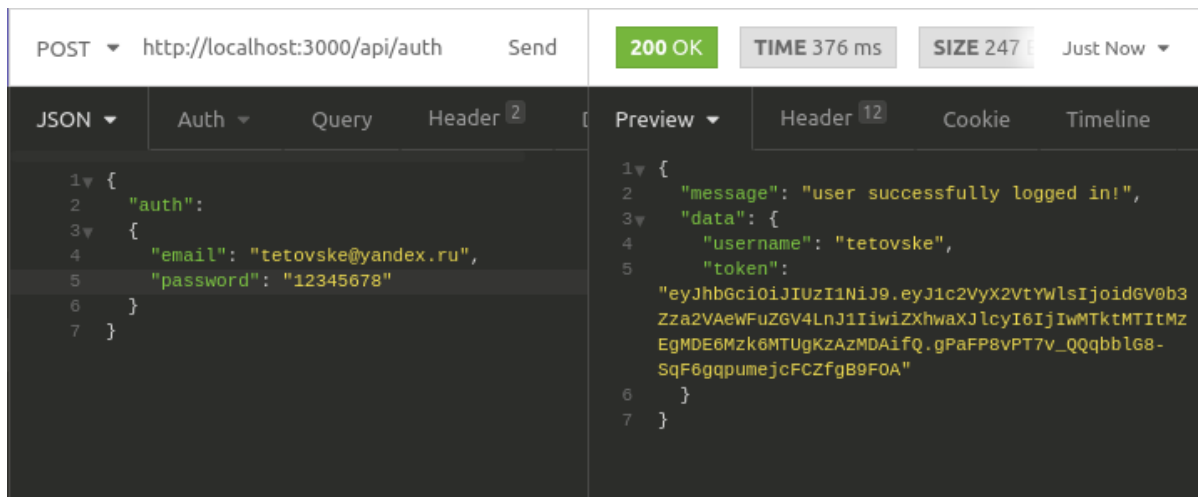 POST http://localhost:3000/api/auth Send
200 OK TIME 376 ms SIZE 247 Just Now
JSON Auth Query Header 2
Preview Header 12 Cookie Timeline
1 {
2 "auth":
3 {
4 "email": "tetovske@yandex.ru",
5 "password": "12345678"
6 }
7 }
1 {
2 "message": "user successfully logged in!",
3 "data": {
4 "username": "tetovske",
5 "token":
"eyJhbGciOiJIUzI1NiJ9.eyJ1c2VyX2VtYWlsIjoidGV0b3
Zza2VAeWFuZGV4LnJ1IiwiZXhwaXJlcyI6IjIwMTktMTItMz
EgMDE6Mzk6MTUgKzAzMDAifQ.gPaFP8vPT7v_QQqbblG8-
SqF6gqpumejcFCZfgB9FOA"
6 }
7 }